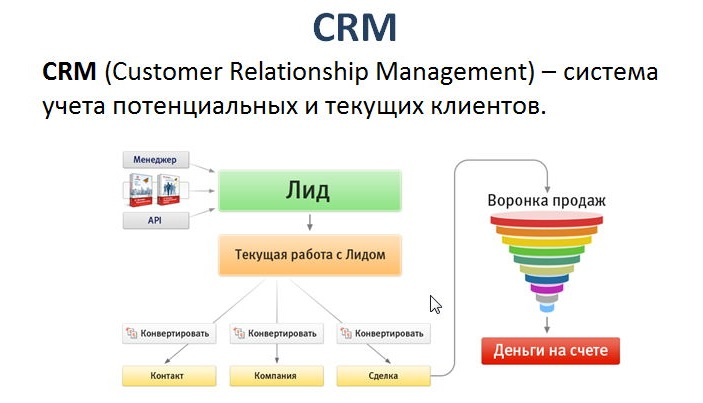 CRM
CRM (Customer Relationship Management) – система
учета потенциальных и текущих клиентов.
Менеджер
API
Лид
Текущая работа с Лидом
Конвертировать
Конвертировать
Конвертировать
Контакт
Компания
Сделка
Воронка продаж
Деньги на счете